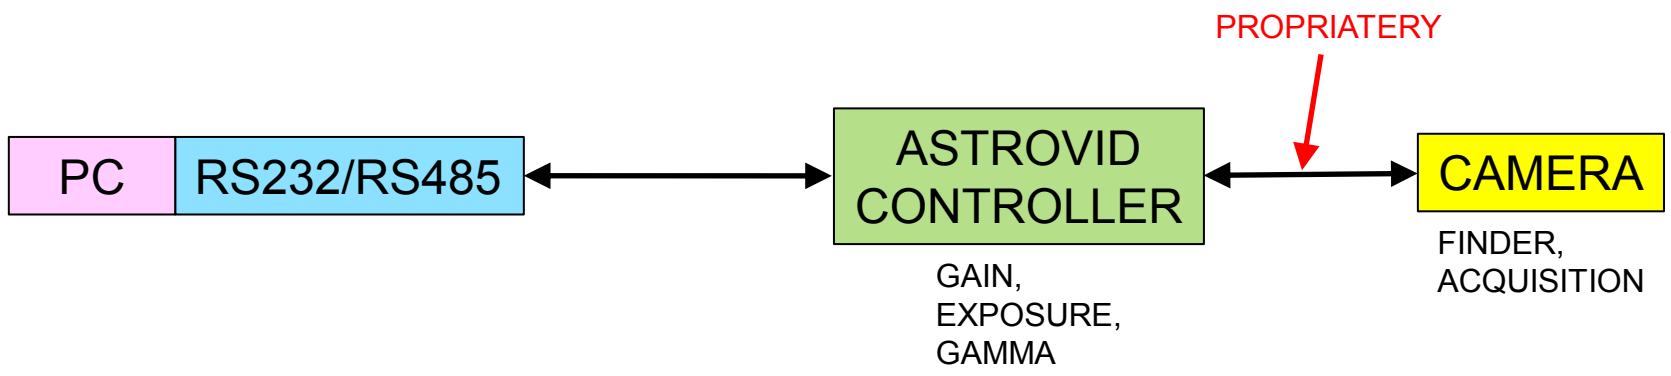 PROPRIATERY
PC
RS232/RS485
ASTROVID
CONTROLLER
CAMERA
GAIN,
EXPOSURE,
GAMMA
FINDER,
ACQUISITION